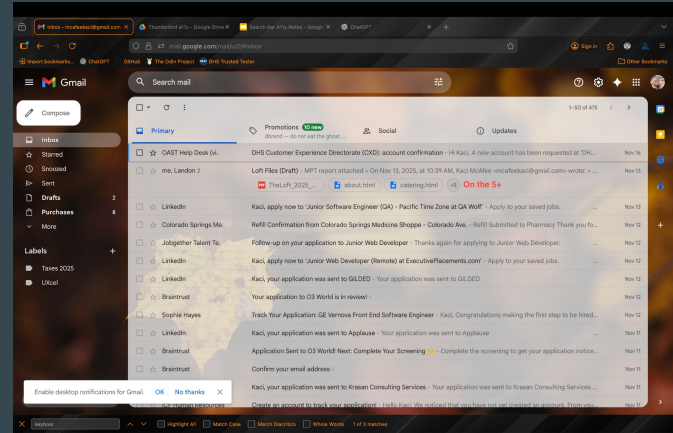 Inbox - mcafeekaci@gmail.com
Thunderbird a11y - Google Drive
Search Bar A11y Notes - Google
ChatGPT
mail.google.com/mail/u/0/#inbox
Sign in
Import bookmarks...
ChatGPT
GitHub
The Odin Project
DHS Trusted Tester
Other Bookmarks
Gmail
Search mail
Compose
1-50 of 475
Inbox
Starred
Snoozed
Sent
Drafts 2
Purchases 8
More
Labels
Taxes 2025
UXcel
Primary
Promotions 10 new
dbrand — do not eat the ghost ...
Social
Updates
OAST Help Desk (vi. DHS Customer Experience Directorate (CXD): account confirmation - Hi Kaci, A new account has been requested at 'DH... Nov 16
me, Landon 2 Loft Files (Draft) - MPT report attached > On Nov 13, 2025, at 10:39 AM, Kaci McAfee <mcafeekaci@gmail.com> wrote: > ... Nov 13
TheLoft_2025_... about.html catering.html +5 On the 5+
LinkedIn Kaci, apply now to 'Junior Software Engineer (QA) - Pacific Time Zone at QA Wolf' - Apply to your saved jobs. ... Nov 13
Colorado Springs Me. Refill Confirmation from Colorado Springs Medicine Shoppe - Colorado Ave. - Refill Submitted to Pharmacy Thank you fo... Nov 12
Jobgether Talent Te. Follow-up on your application to Junior Web Developer - Thanks again for applying to Junior Web Developer. ... Nov 12
LinkedIn Kaci, apply now to 'Junior Web Developer (Remote) at ExecutivePlacements.com' - Apply to your saved jobs. ... Nov 12
LinkedIn Kaci, your application was sent to GILDED - Your application was sent to GILDED Nov 12
Braintrust Your application to O3 World is in review! - Nov 12
Sophie Hayes Track Your Application: GE Vernova Front End Software Engineer - Kaci, Congratulations making the first step to be hired... Nov 12
LinkedIn Kaci, your application was sent to Applause - Your application was sent to Applause ... Nov 11
Braintrust Application Sent to O3 World! Next: Complete Your Screening - Complete the screening to get your application notice... Nov 11
Braintrust Confirm your email address - Nov 11
Kaci, your application was sent to Krasan Consulting Services - Your application was sent to Krasan Consulting Services ... Nov 11
Create an account to track your application! - Hello Kaci, We noticed that you have not yet created an account. From you... Nov 11
Enable desktop notifications for Gmail. OK No thanks
Highlight All Match Case Match Diacritics Whole Words 1 of 3 matches